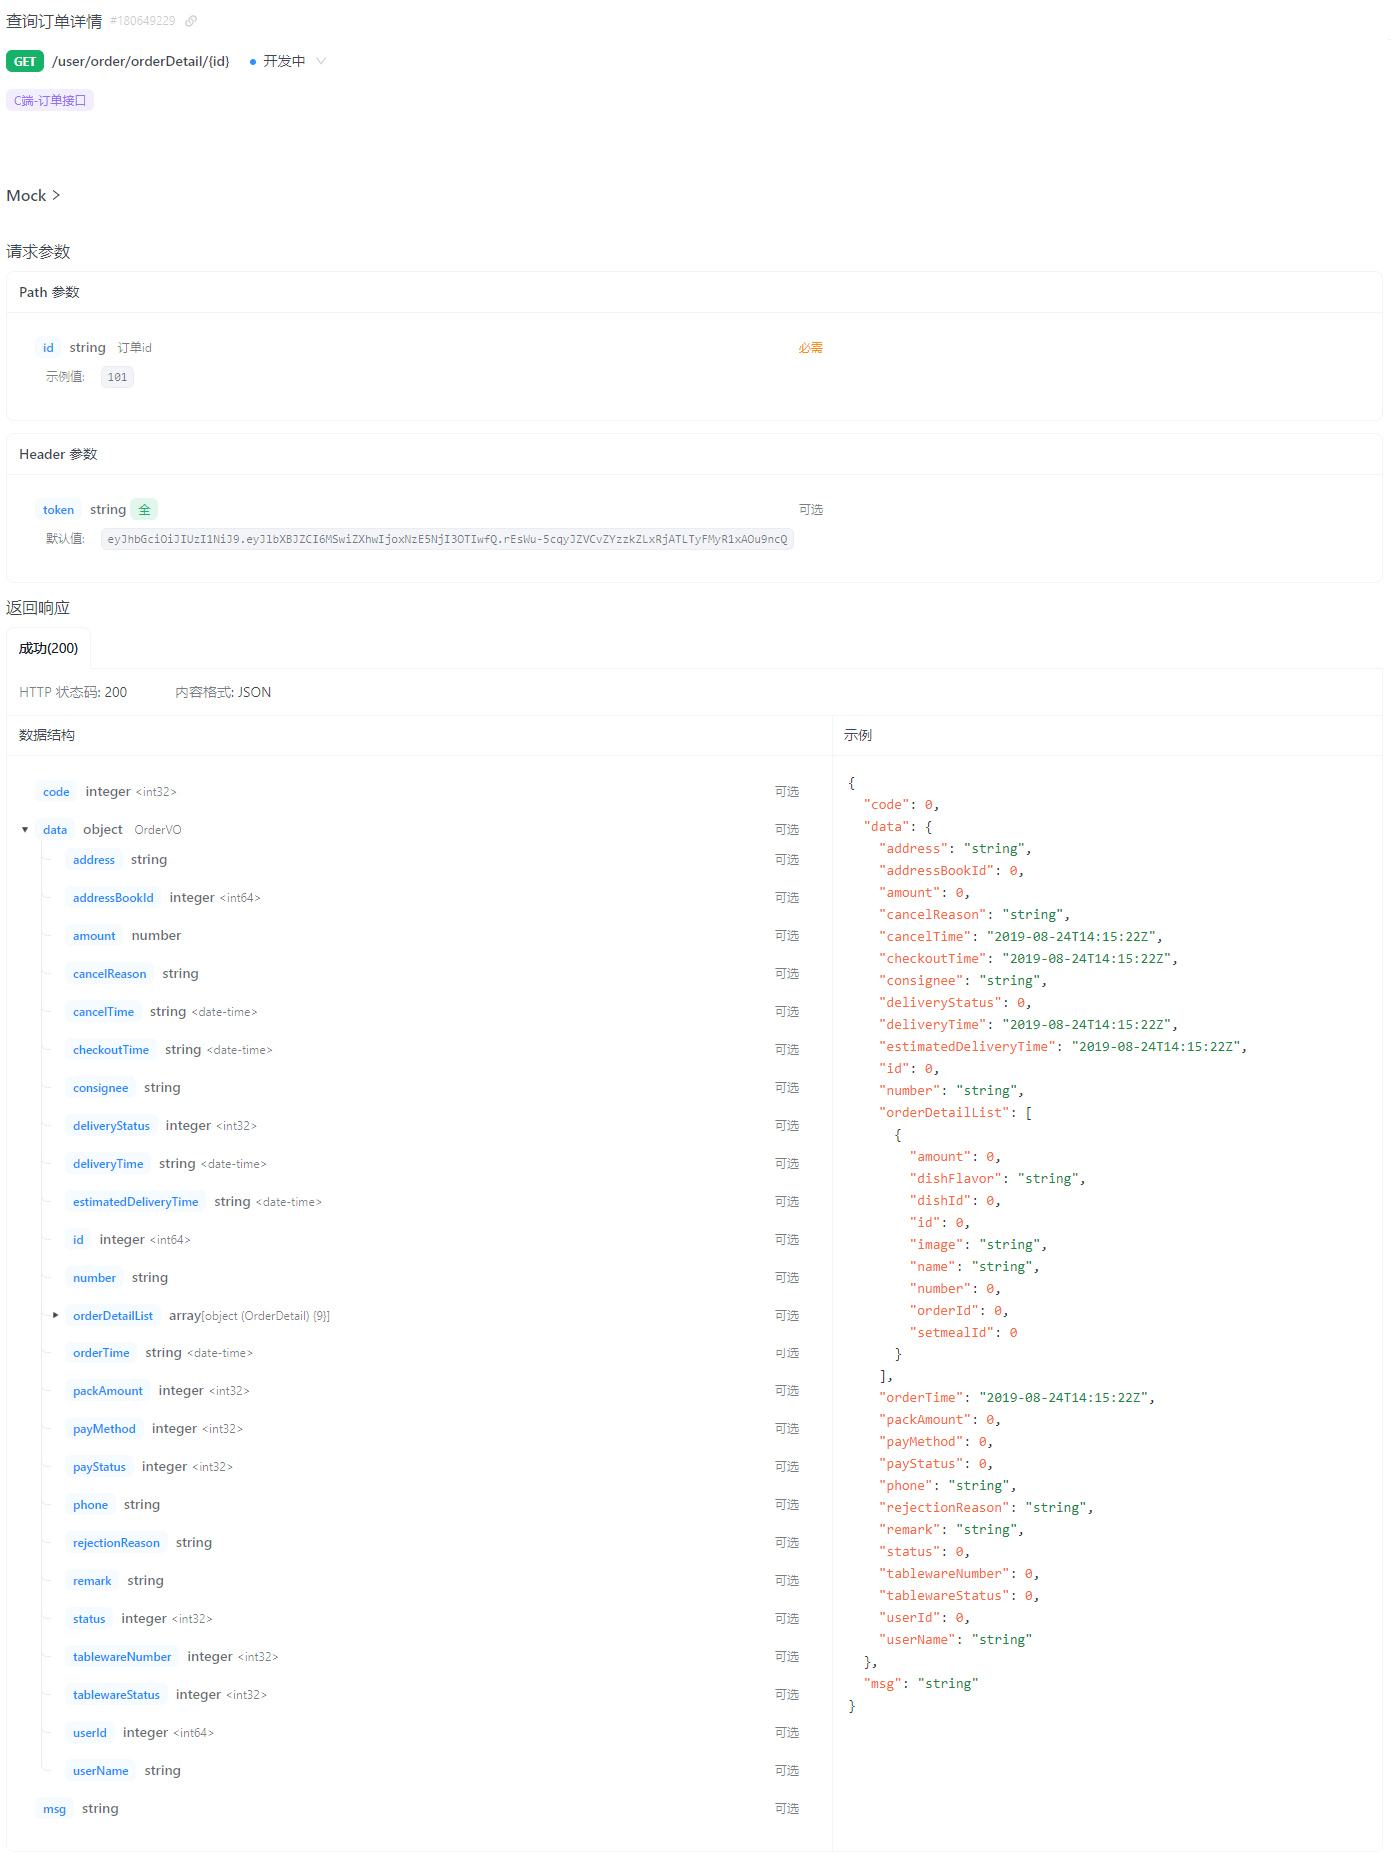 查询订单详情 #180649229
GET /user/order/orderDetail/{id} 开发中
C端-订单接口
Mock >
请求参数
Path 参数
id string 订单id 必需
示例值: 101
Header 参数
token string 全 可选
默认值: eyJhbGciOiJIUzI1NiJ9.eyJlbXBJZCI6MSwiZXhwIjoxNzE5NjI3OTIwfQ.rEsWu-5cqyJZVCvZYzzkZLxRjATLTyFMyR1xAOu9ncQ
返回响应
成功(200)
HTTP 状态码: 200 内容格式: JSON
数据结构
code integer <int32> 可选
data object OrderVO 可选
address string 可选
addressBookId integer <int64> 可选
amount number 可选
cancelReason string 可选
cancelTime string <date-time> 可选
checkoutTime string <date-time> 可选
consignee string 可选
deliveryStatus integer <int32> 可选
deliveryTime string <date-time> 可选
estimatedDeliveryTime string <date-time> 可选
id integer <int64> 可选
number string 可选
orderDetailList array[object (OrderDetail) {9}] 可选
orderTime string <date-time> 可选
packAmount integer <int32> 可选
payMethod integer <int32> 可选
payStatus integer <int32> 可选
phone string 可选
rejectionReason string 可选
remark string 可选
status integer <int32> 可选
tablewareNumber integer <int32> 可选
tablewareStatus integer <int32> 可选
userId integer <int64> 可选
userName string 可选
msg string 可选
示例
{
"code": 0,
"data": {
"address": "string",
"addressBookId": 0,
"amount": 0,
"cancelReason": "string",
"cancelTime": "2019-08-24T14:15:22Z",
"checkoutTime": "2019-08-24T14:15:22Z",
"consignee": "string",
"deliveryStatus": 0,
"deliveryTime": "2019-08-24T14:15:22Z",
"estimatedDeliveryTime": "2019-08-24T14:15:22Z",
"id": 0,
"number": "string",
"orderDetailList": [
{
"amount": 0,
"dishFlavor": "string",
"dishId": 0,
"id": 0,
"image": "string",
"name": "string",
"number": 0,
"orderId": 0,
"setmealId": 0
}
],
"orderTime": "2019-08-24T14:15:22Z",
"packAmount": 0,
"payMethod": 0,
"payStatus": 0,
"phone": "string",
"rejectionReason": "string",
"remark": "string",
"status": 0,
"tablewareNumber": 0,
"tablewareStatus": 0,
"userId": 0,
"userName": "string"
},
"msg": "string"
}